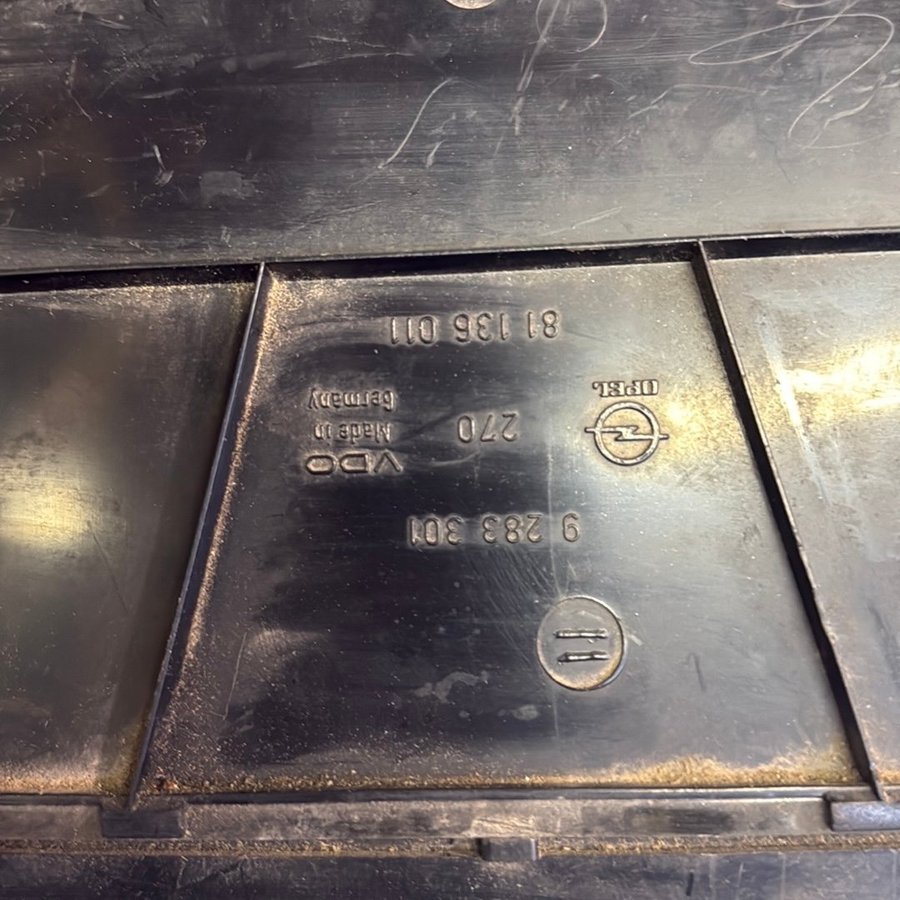 9 283 301
VDO
270
Made in
Germany
OPEL
81 136 011